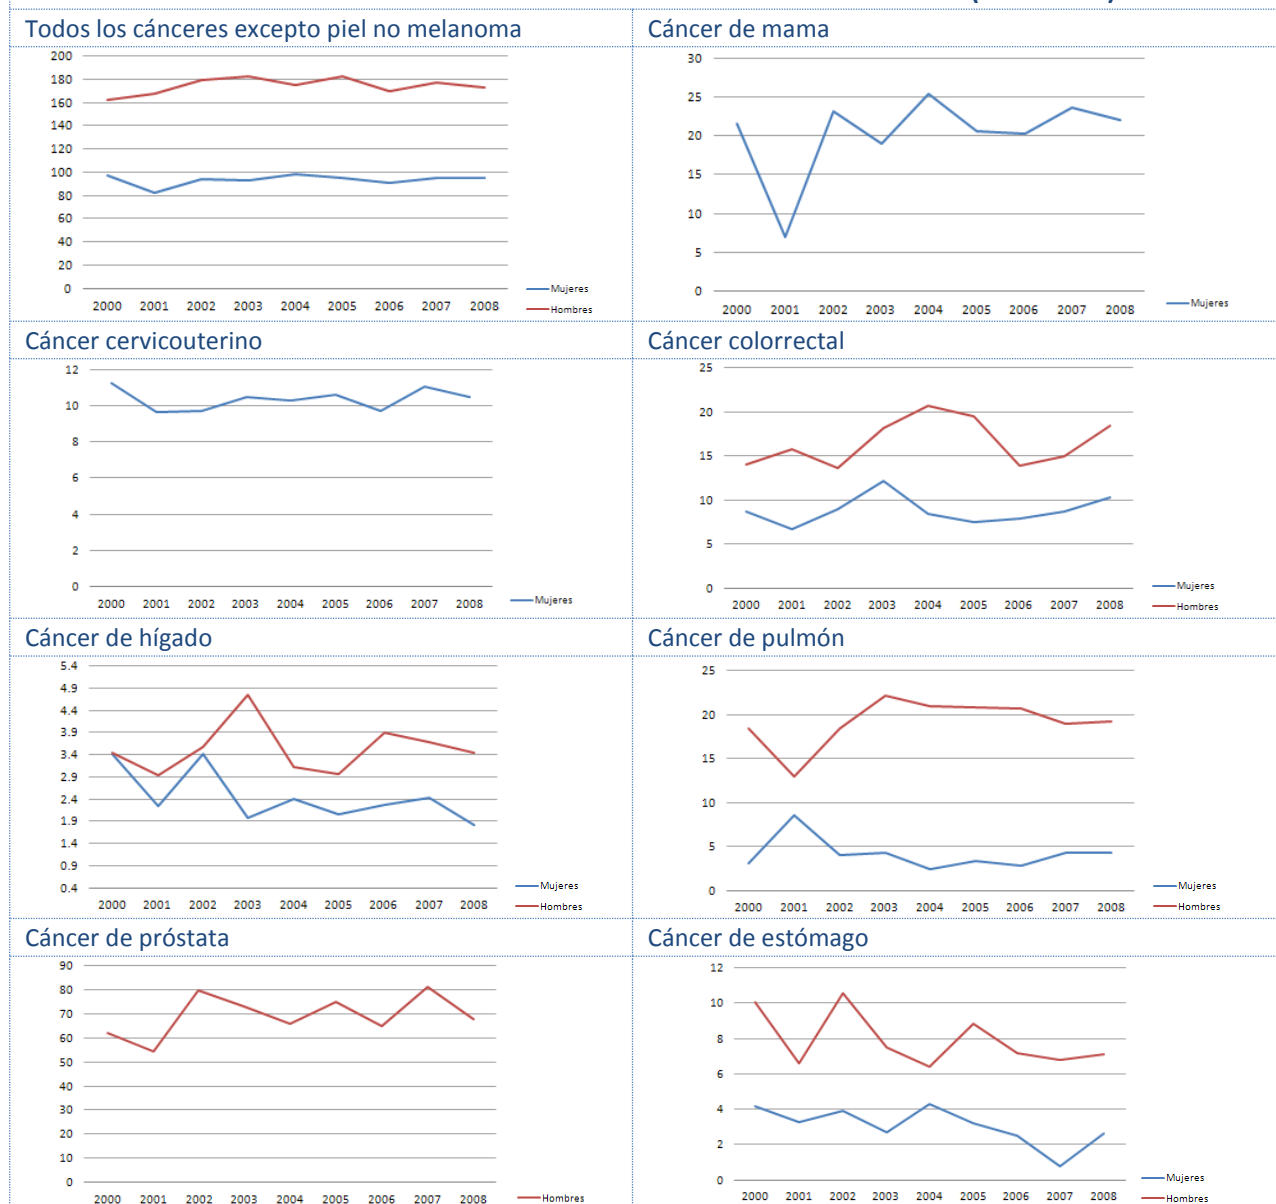 Todos los cánceres excepto piel no melanoma
200
180
160
140
120
100
80
60
40
20
0
2000 2001 2002 2003 2004 2005 2006 2007 2008
Mujeres
Hombres
Cáncer de mama
30
25
20
15
10
5
0
2000 2001 2002 2003 2004 2005 2006 2007 2008
Mujeres
Cáncer cervicouterino
12
10
8
6
4
2
0
2000 2001 2002 2003 2004 2005 2006 2007 2008
Mujeres
Cáncer colorrectal
25
20
15
10
5
0
2000 2001 2002 2003 2004 2005 2006 2007 2008
Mujeres
Hombres
Cáncer de hígado
5.4
4.9
4.4
3.9
3.4
2.9
2.4
1.9
1.4
0.9
0.4
2000 2001 2002 2003 2004 2005 2006 2007 2008
Mujeres
Hombres
Cáncer de pulmón
25
20
15
10
5
0
2000 2001 2002 2003 2004 2005 2006 2007 2008
Mujeres
Hombres
Cáncer de próstata
90
80
70
60
50
40
30
20
10
0
2000 2001 2002 2003 2004 2005 2006 2007 2008
Hombres
Cáncer de estómago
12
10
8
6
4
2
0
2000 2001 2002 2003 2004 2005 2006 2007 2008
Mujeres
Hombres